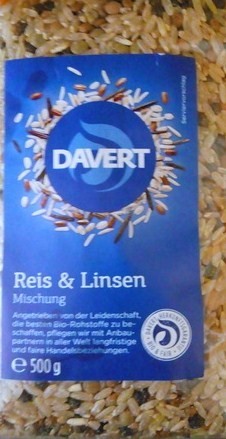 Serviervorschlag
DAVERT
Reis & Linsen
Mischung
Angetrieben von der Leidenschaft,
die besten Bio-Rohstoffe zu be-
schaffen, pflegen wir mit Anbau-
partnern in aller Welt langfristige
und faire Handelsbeziehungen.
℮ 500 g